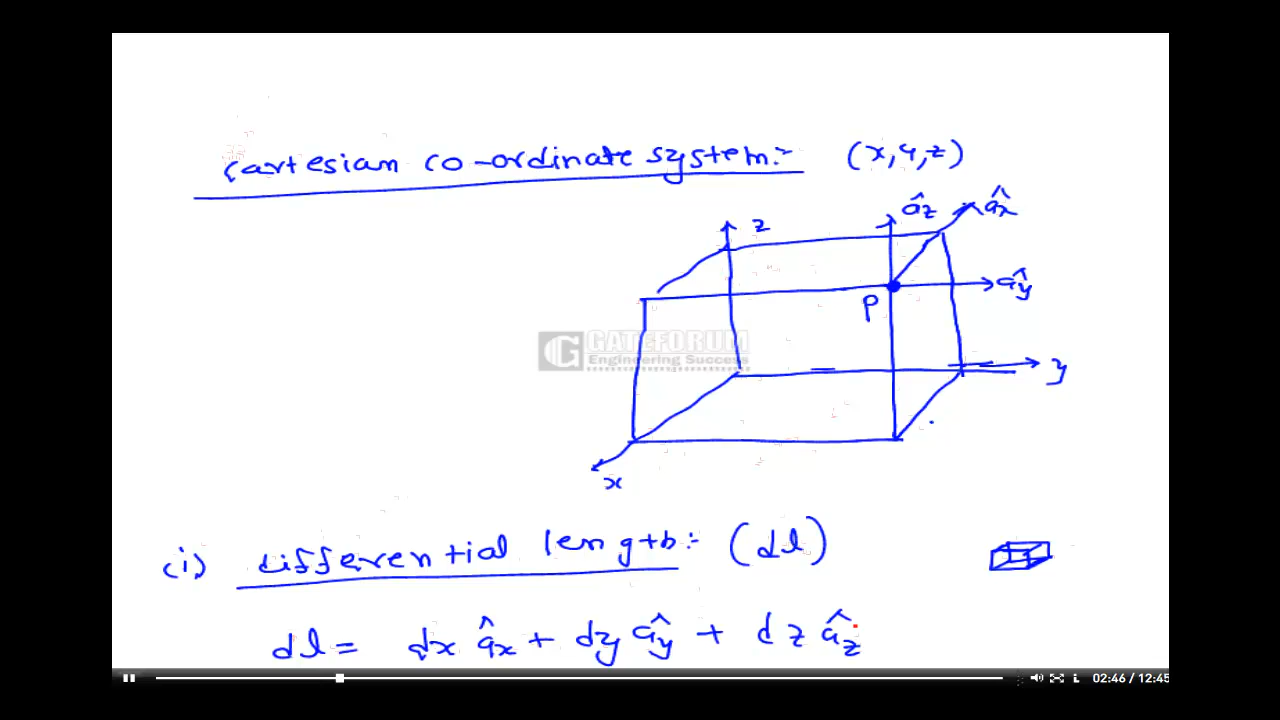 Cartesian co-ordinate system:- (x,y,z)
âz âx
z
ây
P
GATEFORUM
Engineering Success
y
x
(i) differential length:- (dl)
dl = dx âx + dy ây + dz âz
02:46 / 12:45